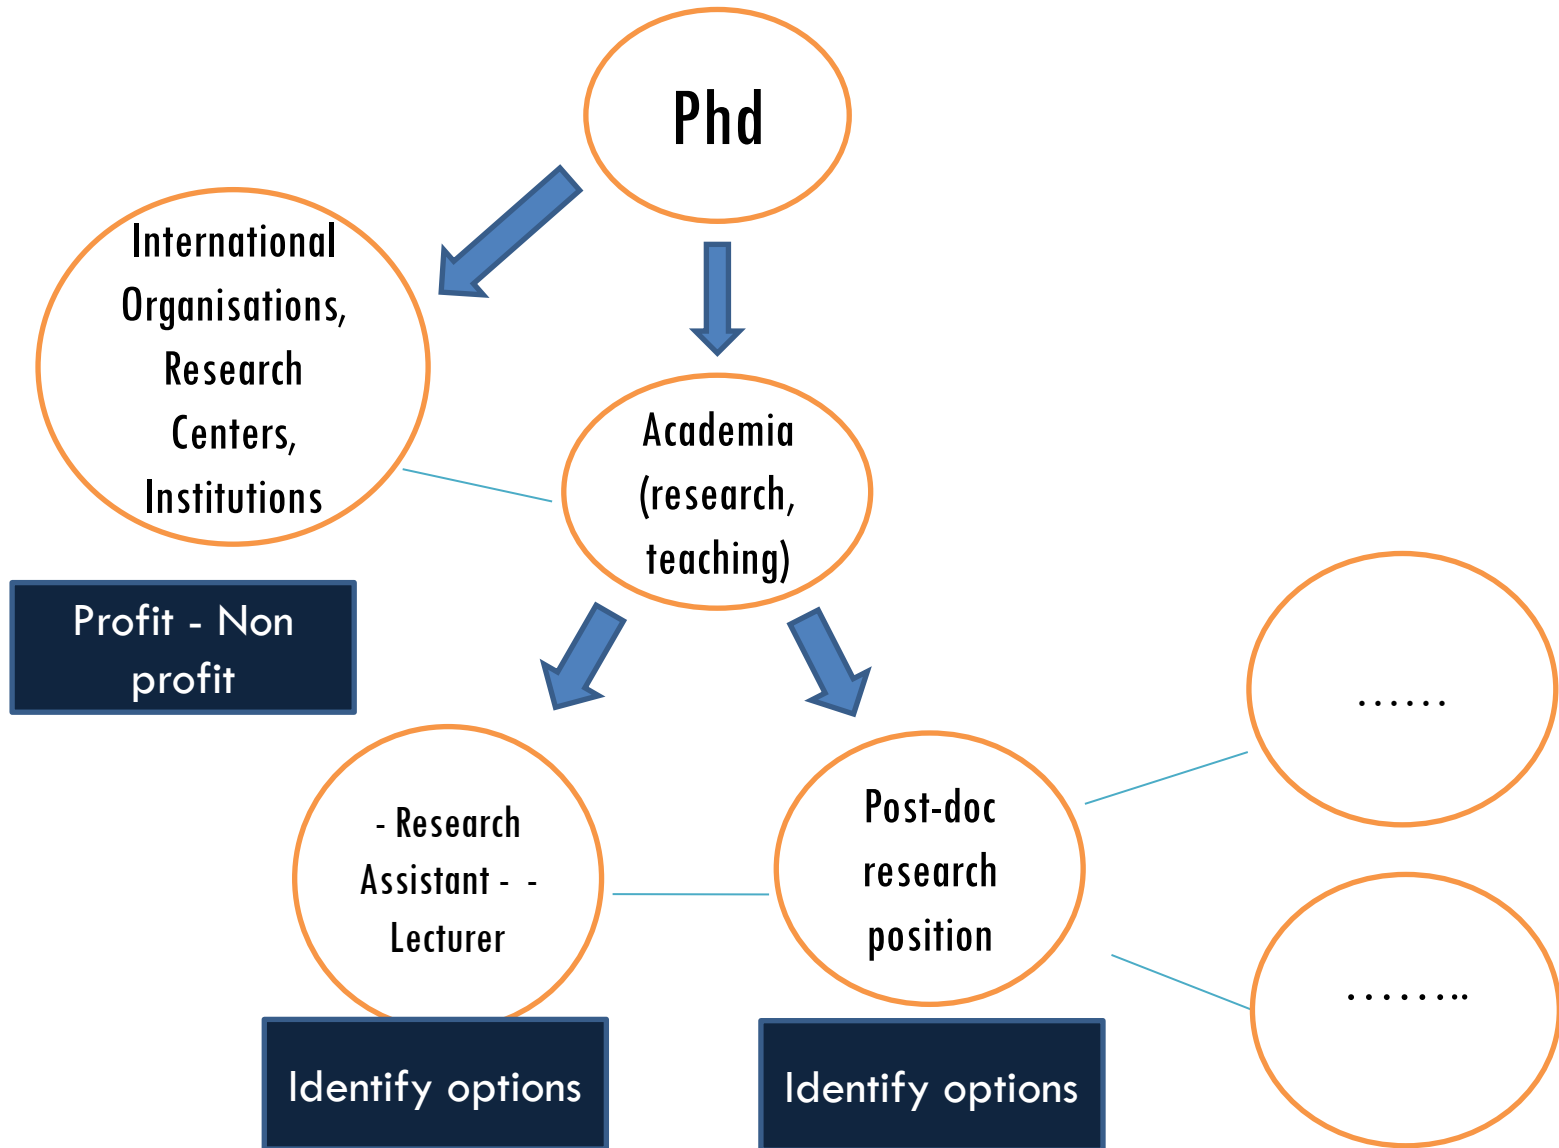 Phd
International
Organisations,
Research
Centers,
Institutions
Academia
(research,
teaching)
Profit - Non
profit
- Research
Assistant - -
Lecturer
Post-doc
research
position
......
........
Identify options
Identify options